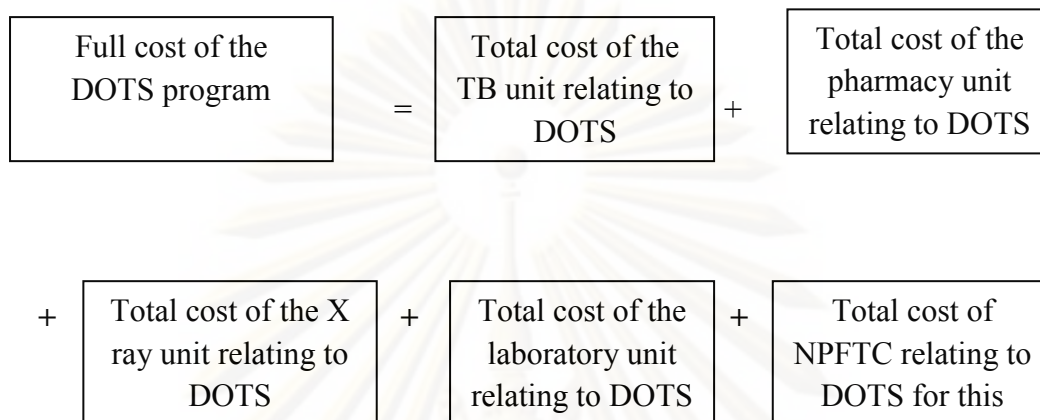 Full cost of the
DOTS program
=
Total cost of the
TB unit relating to
DOTS
+
Total cost of the
pharmacy unit
relating to DOTS
+
Total cost of the X
ray unit relating to
DOTS
+
Total cost of the
laboratory unit
relating to DOTS
+
Total cost of
NPFTC relating to
DOTS for this